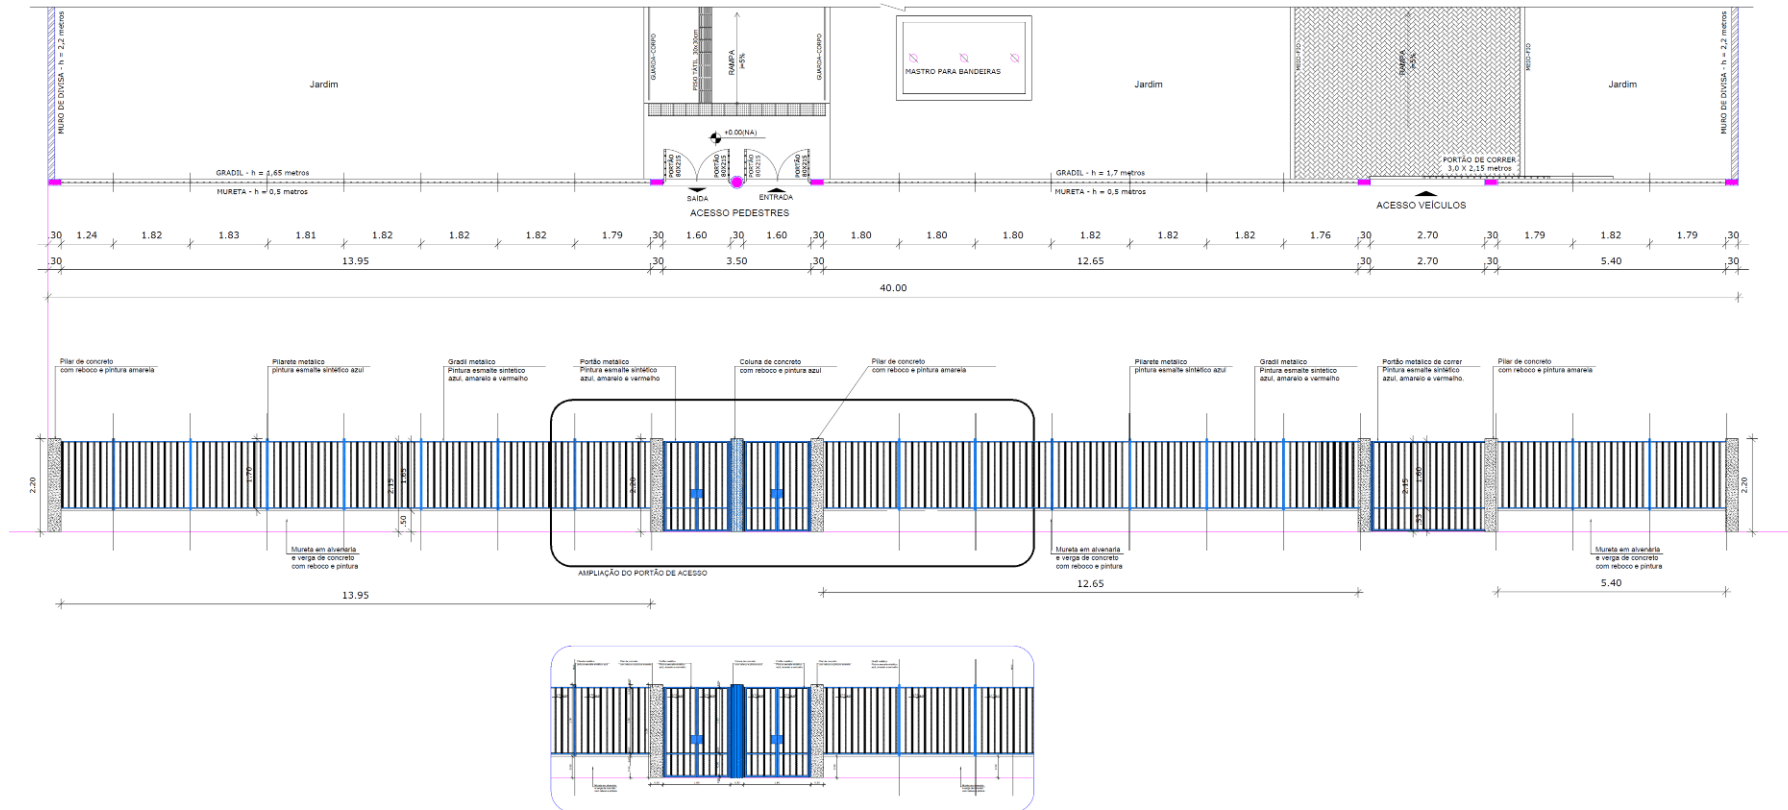 MURO DE DIVISA - h = 2,2 metros
Jardim
GUARDA-CORPO
PISO TÁTIL 30x30cm
RAMPA
i=5%
GUARDA-CORPO
MASTRO PARA BANDEIRAS
Jardim
MEIO-FIO
RAMPA
i=5%
MEIO-FIO
Jardim
MURO DE DIVISA - h = 2,2 metros
+0.00(NA)
PORTÃO
80X215
PORTÃO
80X215
PORTÃO
80X215
PORTÃO
80X215
PORTÃO DE CORRER
3,0 X 2,15 metros
GRADIL - h = 1,65 metros
MURETA - h = 0,5 metros
GRADIL - h = 1,7 metros
MURETA - h = 0,5 metros
SAÍDA
ENTRADA
ACESSO PEDESTRES
ACESSO VEÍCULOS
.30 1.24 1.82 1.83 1.81 1.82 1.82 1.82 1.79 .30 1.60 .30 1.60 .30 1.80 1.80 1.80 1.82 1.82 1.82 1.76 .30 2.70 .30 1.79 1.82 1.79 .30
.30 13.95 .30 3.50 .30 12.65 .30 2.70 .30 5.40 .30
40.00
Pilar de concreto
com reboco e pintura amarela
Pilarete metálico
pintura esmalte sintético azul
Gradil metálico
Pintura esmalte sintético
azul, amarelo e vermelho
Portão metálico
Pintura esmalte sintético
azul, amarelo e vermelho
Coluna de concreto
com reboco e pintura azul
Pilar de concreto
com reboco e pintura amarela
Pilarete metálico
pintura esmalte sintético azul
Gradil metálico
Pintura esmalte sintético
azul, amarelo e vermelho
Portão metálico de correr
Pintura esmalte sintético
azul, amarelo e vermelho.
Pilar de concreto
com reboco e pintura amarela
2.20
1.70
2.15
1.65
.50
2.20
2.15
1.60
.53
2.20
Mureta em alvenaria
e verga de concreto
com reboco e pintura
Mureta em alvenaria
e verga de concreto
com reboco e pintura
Mureta em alvenaria
e verga de concreto
com reboco e pintura
AMPLIAÇÃO DO PORTÃO DE ACESSO
13.95
12.65
5.40